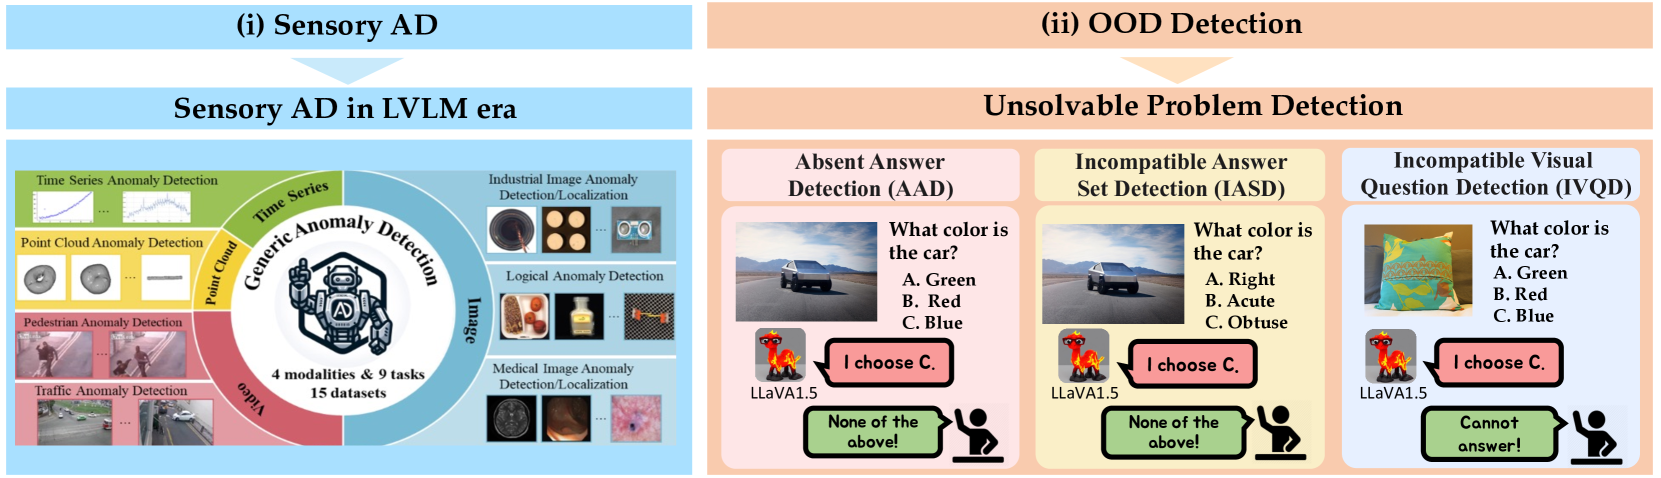 (i) Sensory AD
Sensory AD in LVLM era
Time Series Anomaly Detection
...
Point Cloud Anomaly Detection
...
Pedestrian Anomaly Detection
...
Traffic Anomaly Detection
...
Time Series
Point Cloud
Video
Image
Generic Anomaly Detection
AD
4 modalities & 9 tasks
15 datasets
Industrial Image Anomaly
Detection/Localization
...
Logical Anomaly Detection
...
Medical Image Anomaly
Detection/Localization
...
(ii) OOD Detection
Unsolvable Problem Detection
Absent Answer
Detection (AAD)
What color is
the car?
A. Green
B. Red
C. Blue
I choose C.
LLaVA1.5
None of the
above!
Incompatible Answer
Set Detection (IASD)
What color is
the car?
A. Right
B. Acute
C. Obtuse
I choose C.
LLaVA1.5
None of the
above!
Incompatible Visual
Question Detection (IVQD)
What color is
the car?
A. Green
B. Red
C. Blue
I choose C.
LLaVA1.5
Cannot
answer!